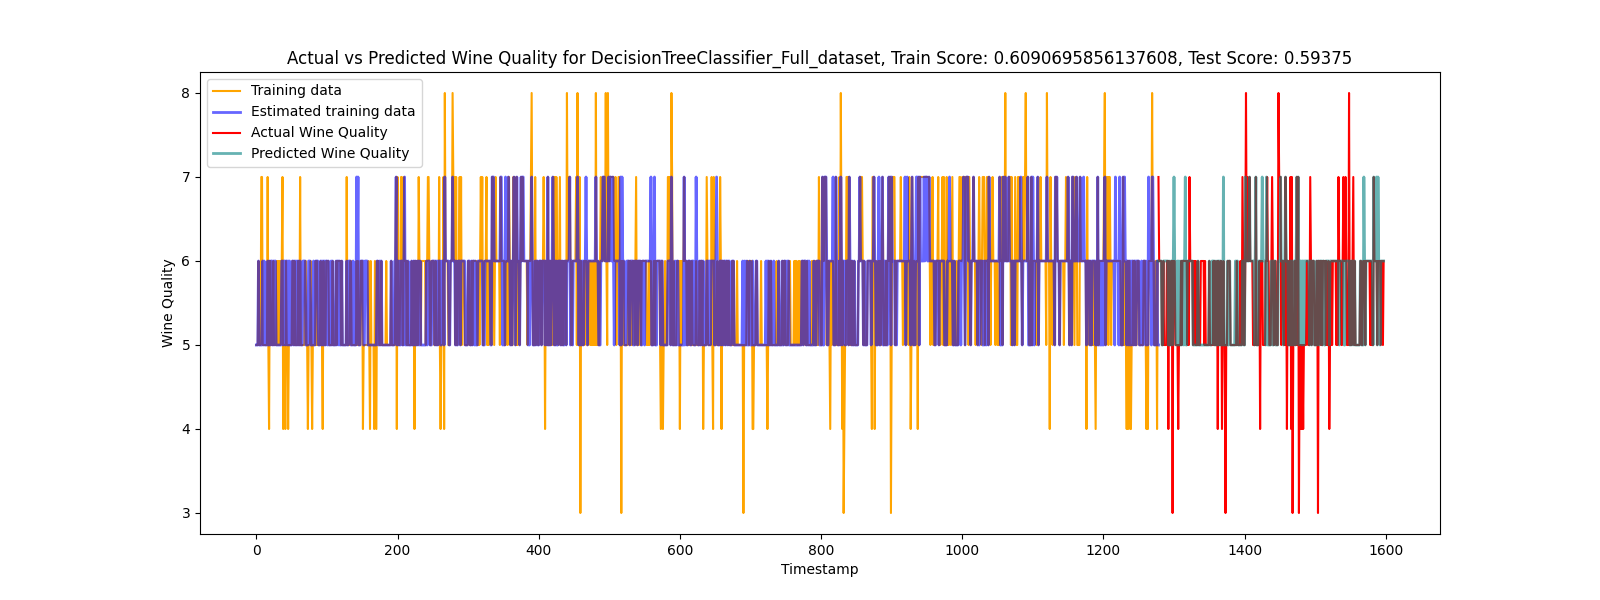 Actual vs Predicted Wine Quality for DecisionTreeClassifier_Full_dataset, Train Score: 0.6090695856137608, Test Score: 0.59375
Training data
Estimated training data
Actual Wine Quality
Predicted Wine Quality
8
7
6
5
4
3
Wine Quality
0
200
400
600
800
1000
1200
1400
1600
Timestamp